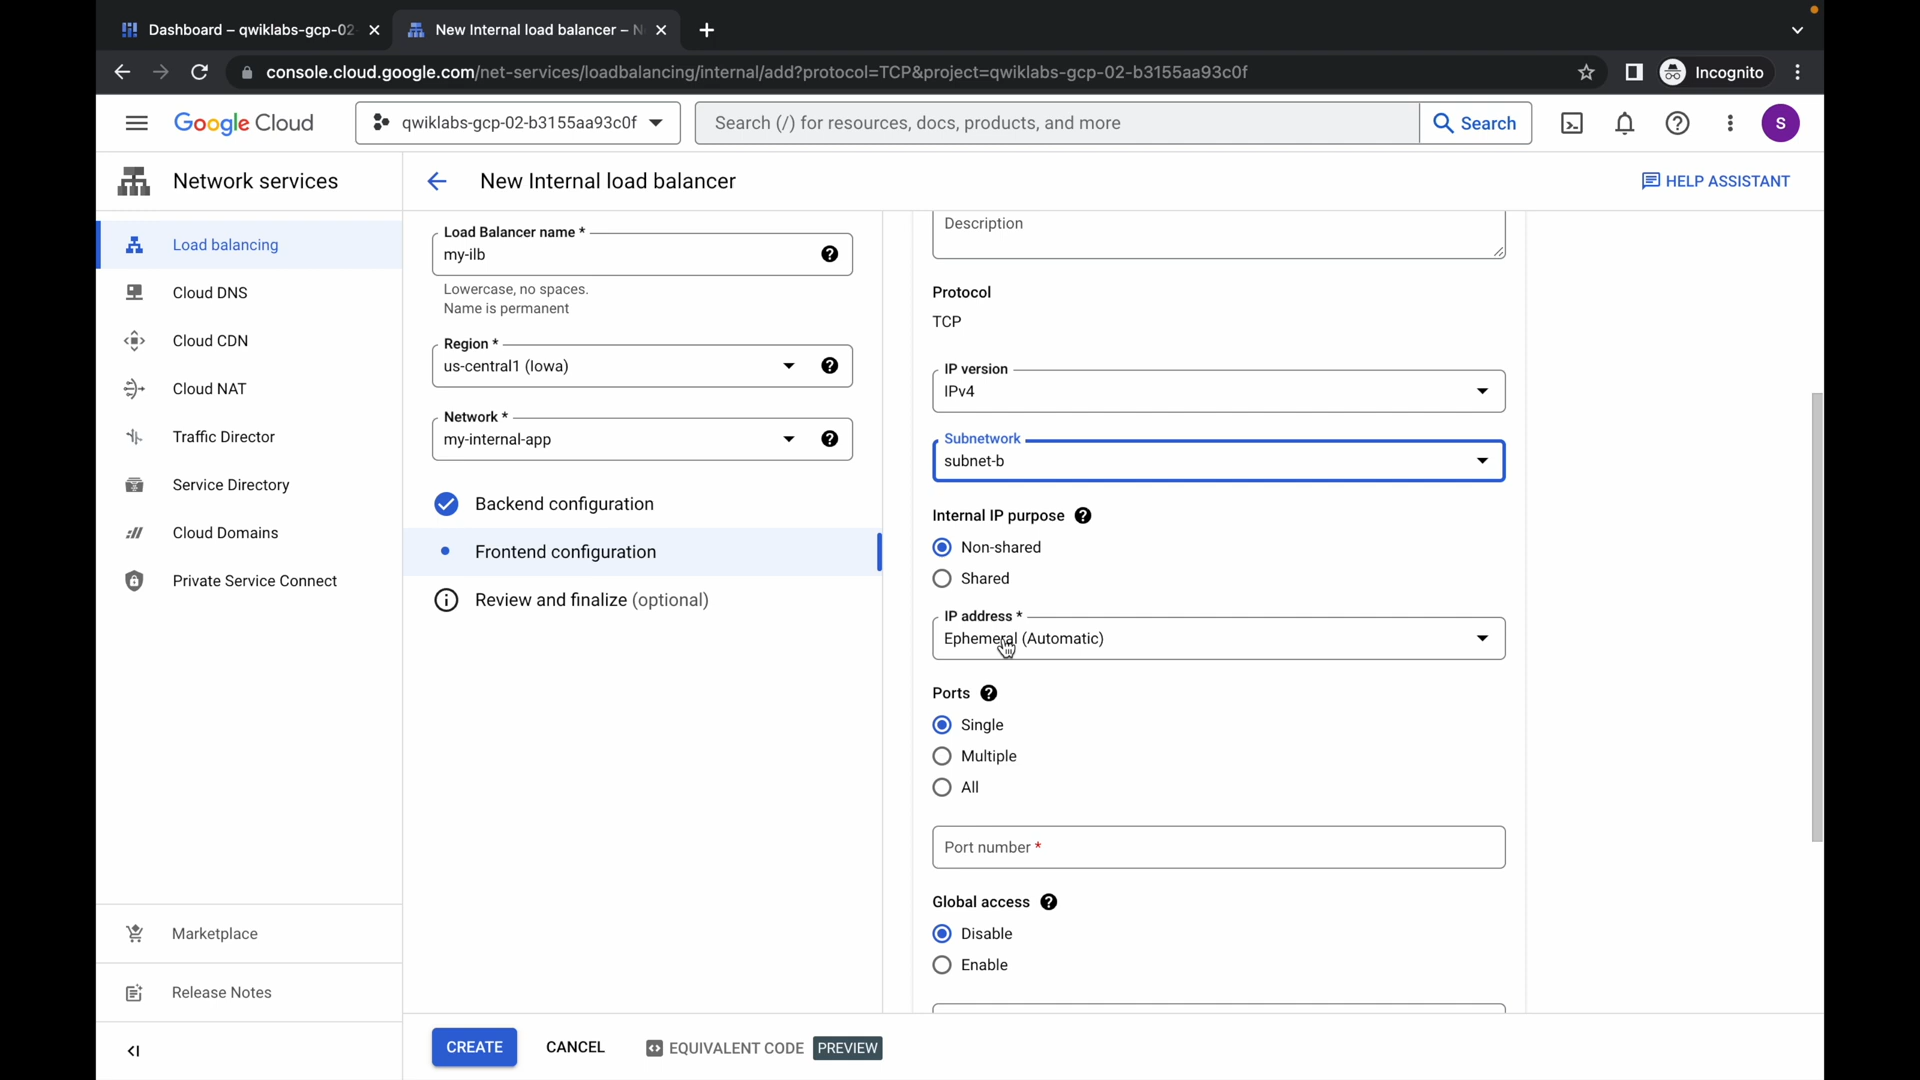 Dashboard – qwiklabs-gcp-02-
New Internal load balancer – N
console.cloud.google.com/net-services/loadbalancing/internal/add?protocol=TCP&project=qwiklabs-gcp-02-b3155aa93c0f
Incognito
Google Cloud
qwiklabs-gcp-02-b3155aa93c0f
Search (/) for resources, docs, products, and more
Search
S
Network services
New Internal load balancer
HELP ASSISTANT
Load balancing
Cloud DNS
Cloud CDN
Cloud NAT
Traffic Director
Service Directory
Cloud Domains
Private Service Connect
Marketplace
Release Notes
Load Balancer name *
my-ilb
Lowercase, no spaces.
Name is permanent
Region *
us-central1 (Iowa)
Network *
my-internal-app
Backend configuration
Frontend configuration
Review and finalize (optional)
Description
Protocol
TCP
IP version
IPv4
Subnetwork
subnet-b
Internal IP purpose
Non-shared
Shared
IP address *
Ephemeral (Automatic)
Ports
Single
Multiple
All
Port number *
Global access
Disable
Enable
CREATE
CANCEL
EQUIVALENT CODE
PREVIEW